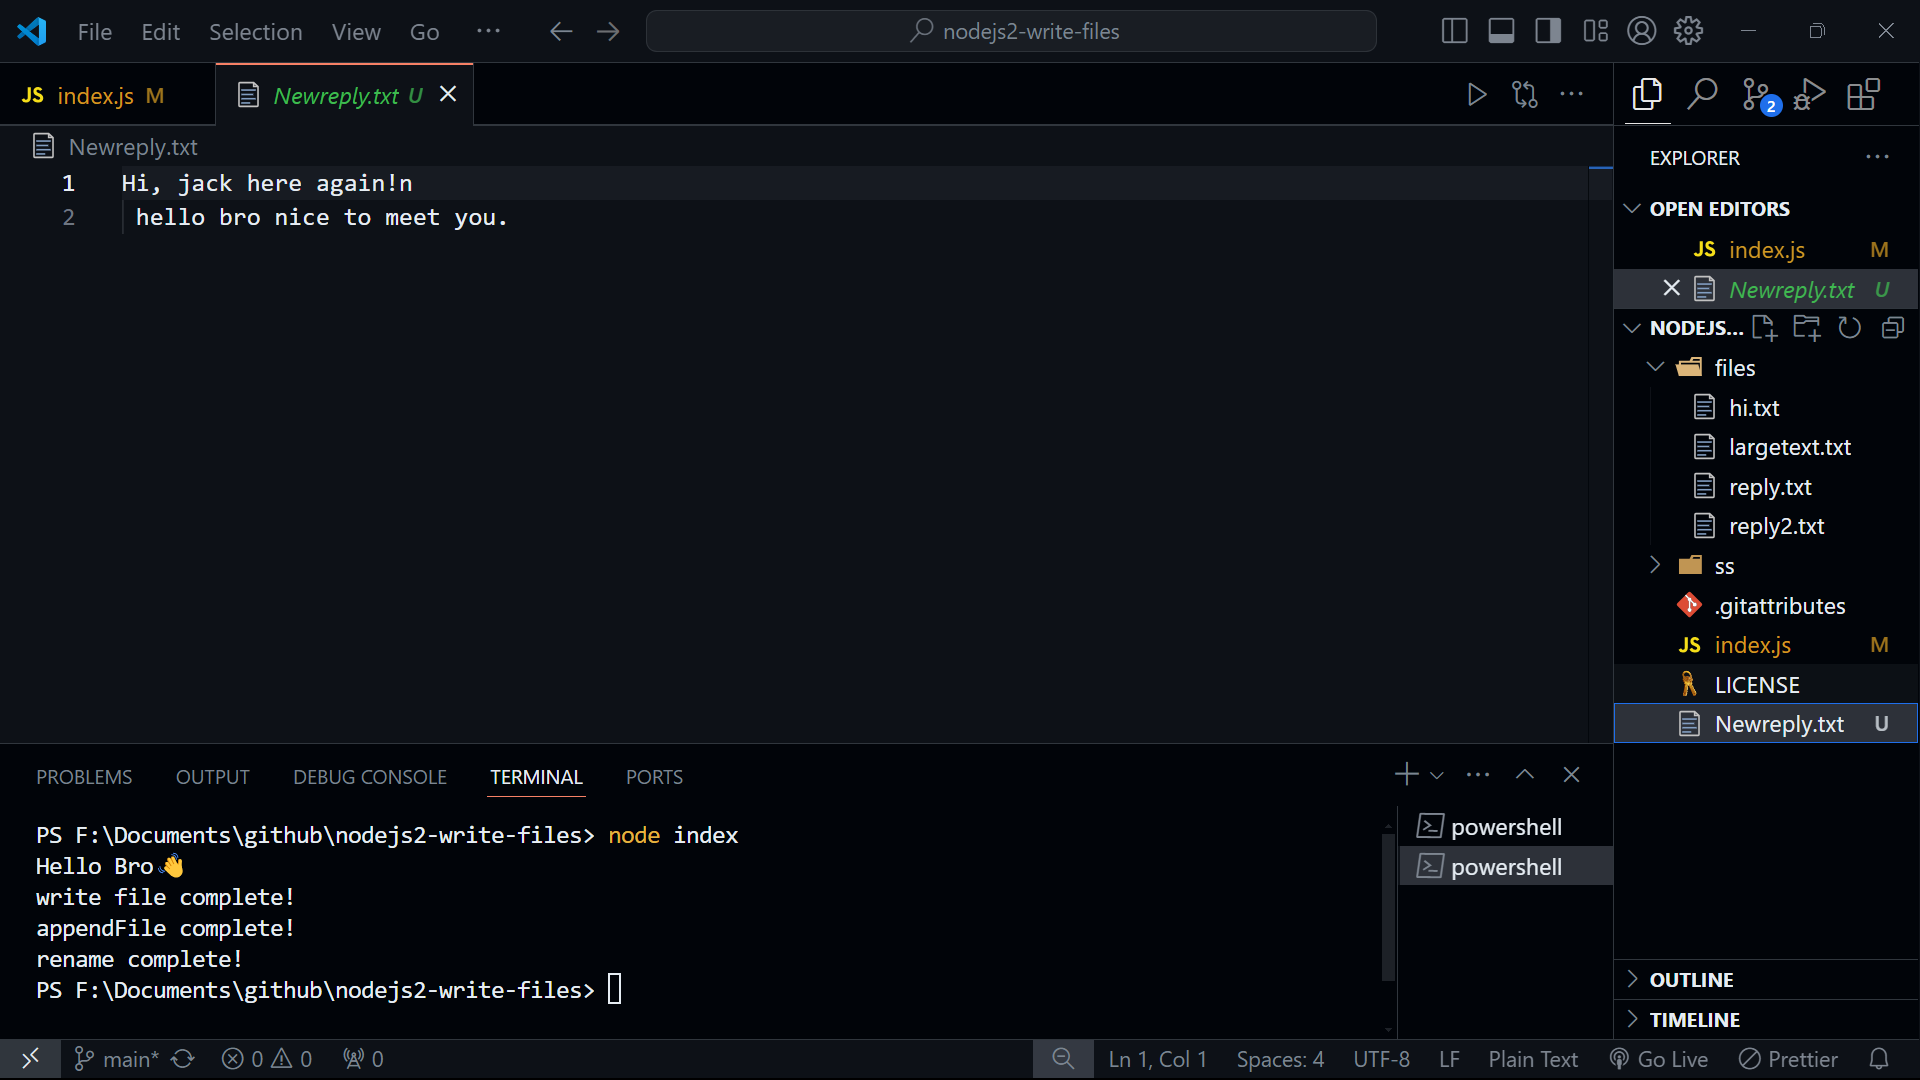 File Edit Selection View Go ··· nodejs2-write-files
JS index.js M Newreply.txt U
Newreply.txt
1 Hi, jack here again!n
2 hello bro nice to meet you.
EXPLORER
OPEN EDITORS
JS index.js M
Newreply.txt U
NODEJS...
files
hi.txt
largetext.txt
reply.txt
reply2.txt
ss
.gitattributes
JS index.js M
LICENSE
Newreply.txt U
OUTLINE
TIMELINE
2
PROBLEMS OUTPUT DEBUG CONSOLE TERMINAL PORTS
PS F:\Documents\github\nodejs2-write-files> node index
Hello Bro👋
write file complete!
appendFile complete!
rename complete!
PS F:\Documents\github\nodejs2-write-files>
powershell
powershell
main* 0 0 0 Ln 1, Col 1 Spaces: 4 UTF-8 LF Plain Text Go Live Prettier